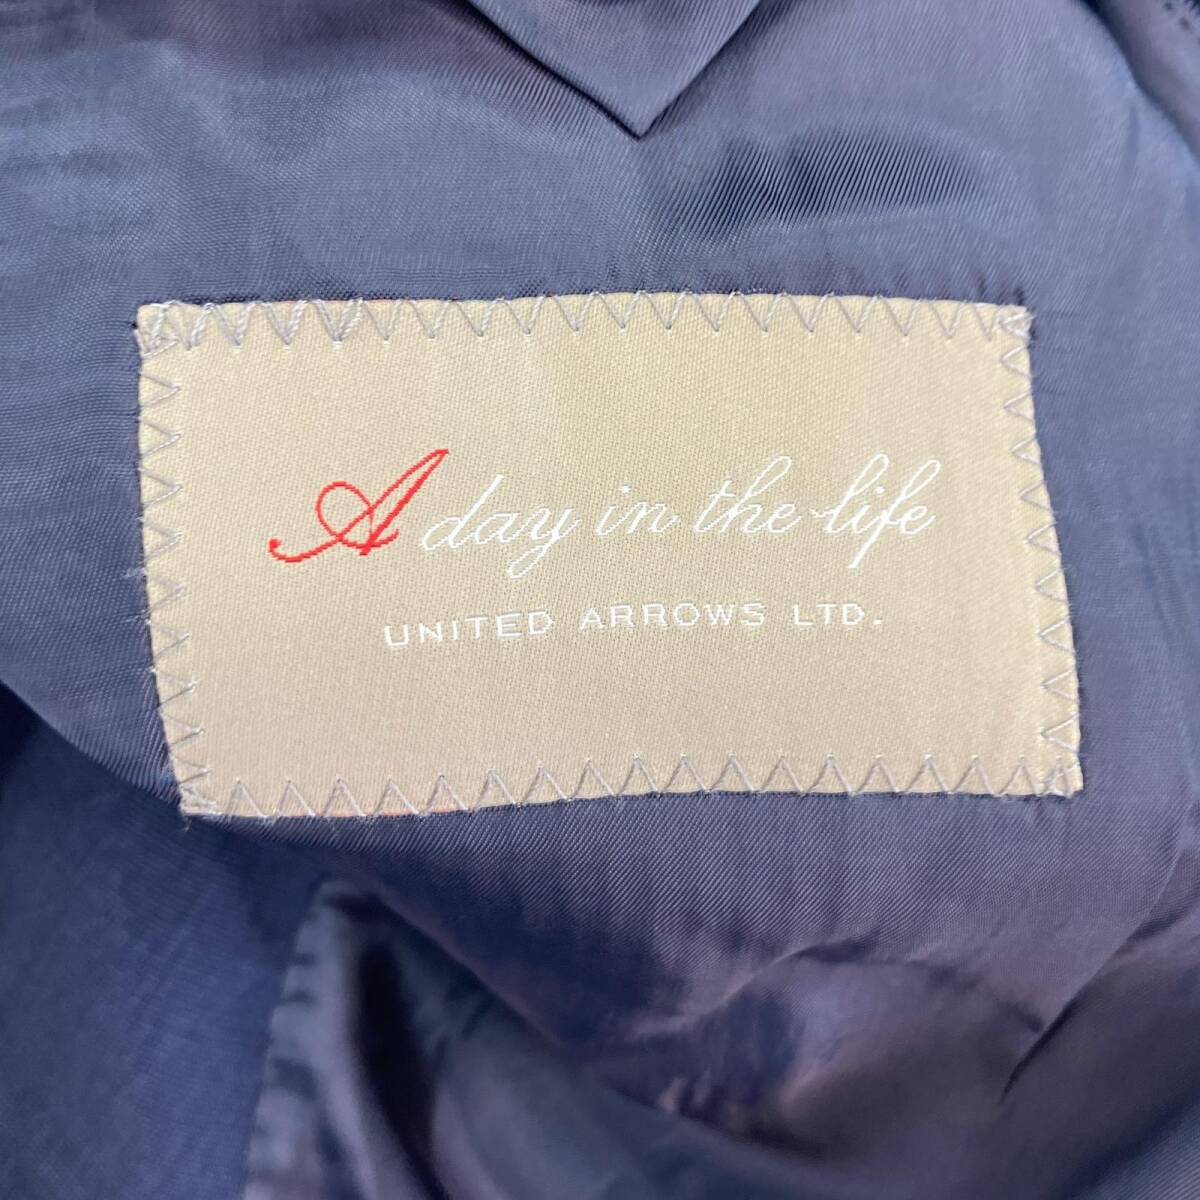 A day in the life
UNITED ARROWS LTD.